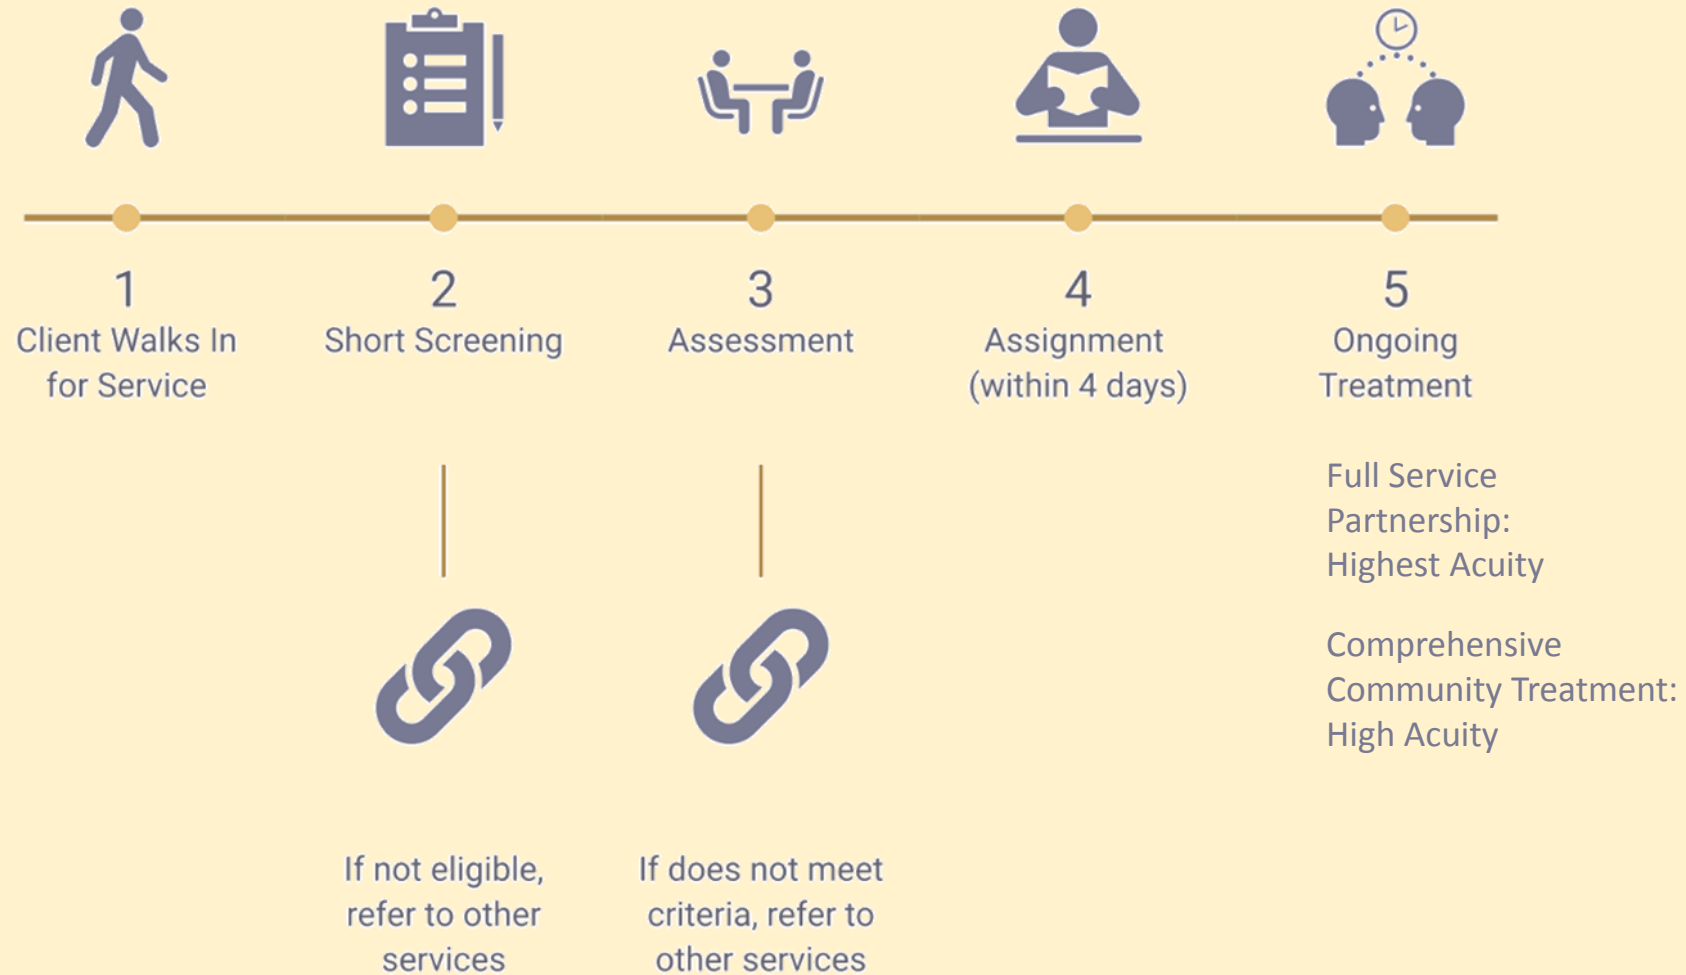 1
Client Walks In
for Service
2
Short Screening
3
Assessment
4
Assignment
(within 4 days)
5
Ongoing
Treatment
Full Service
Partnership:
Highest Acuity
Comprehensive
Community Treatment:
High Acuity
If not eligible,
refer to other
services
If does not meet
criteria, refer to
other services